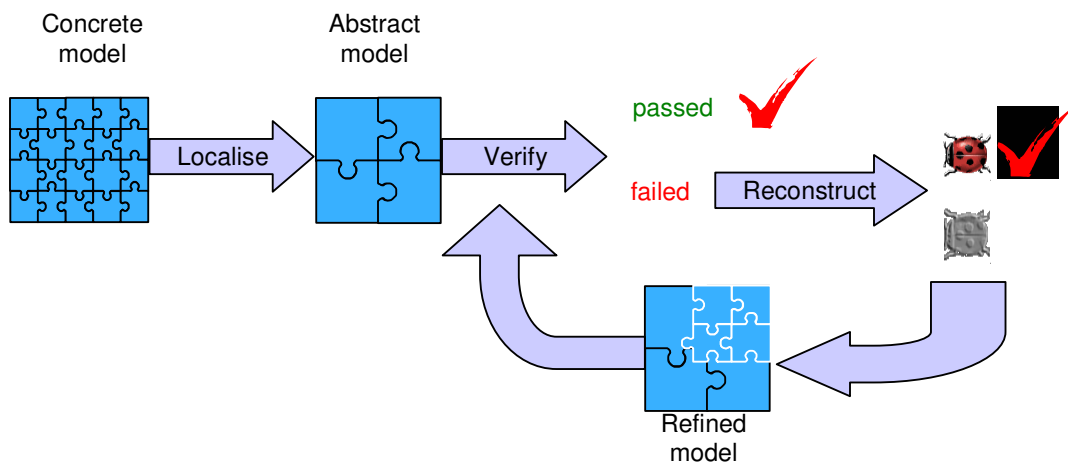 Concrete
model
Abstract
model
Localise
Verify
passed
failed
Reconstruct
Refined
model